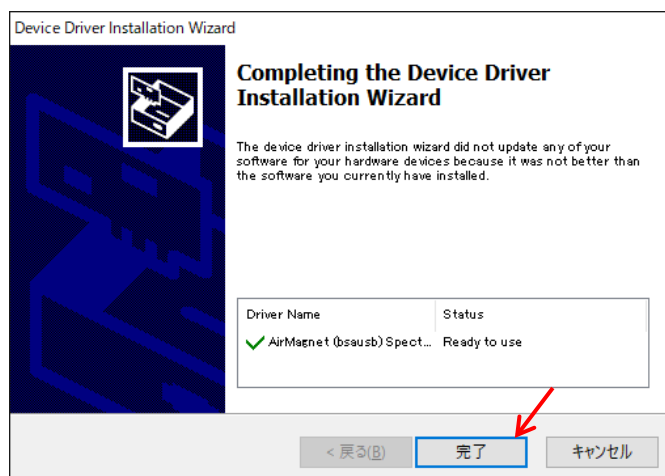 Device Driver Installation Wizard
Completing the Device Driver
Installation Wizard
The device driver installation wizard did not update any of your
software for your hardware devices because it was not better than
the software you currently have installed.
Driver Name Status
AirMagnet (bsausb) Spect... Ready to use
< 戻る(B) 完了 キャンセル